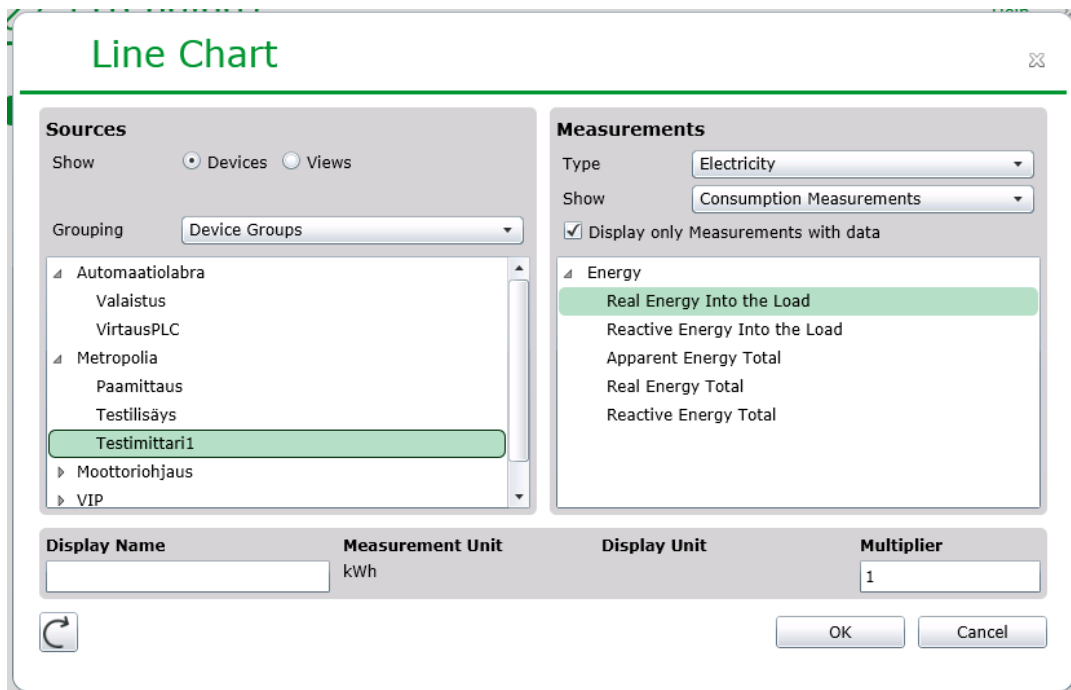 Line Chart
Sources
Show Devices Views
Grouping Device Groups
Automaatiolabra
Valaistus
VirtausPLC
Metropolia
Paamittaus
Testilisäys
Testimittari1
Moottoriohjaus
VIP
Measurements
Type Electricity
Show Consumption Measurements
Display only Measurements with data
Energy
Real Energy Into the Load
Reactive Energy Into the Load
Apparent Energy Total
Real Energy Total
Reactive Energy Total
Display Name Measurement Unit Display Unit Multiplier
kWh 1
OK Cancel